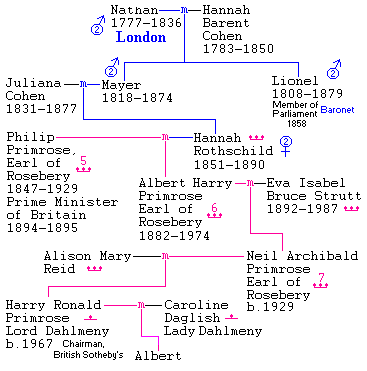 Nathan m Hannah
1777–1836 Barent
London Cohen
1783–1850
2
2
2
Juliana m Mayer
Cohen 1818–1874
1831–1877
Lionel
1808–1879
Member of
Parliament Baronet
1858
Philip m Hannah
Primrose, Rothschild
Earl of 5 1851–1890
Rosebery
2
1847–1929
Prime Minister
of Britain
1894–1895
Albert Harry m Eva Isabel
Primrose Bruce Strutt
Earl of 6 1892–1987
Rosebery
1882–1974
Alison Mary m Neil Archibald
Reid Primrose
Earl of 7
Rosebery
b.1929
Harry Ronald m Caroline
Primrose Daglish
Lord Dahlmeny Lady Dahlmeny
b.1967 Chairman,
British Sotheby's
Albert